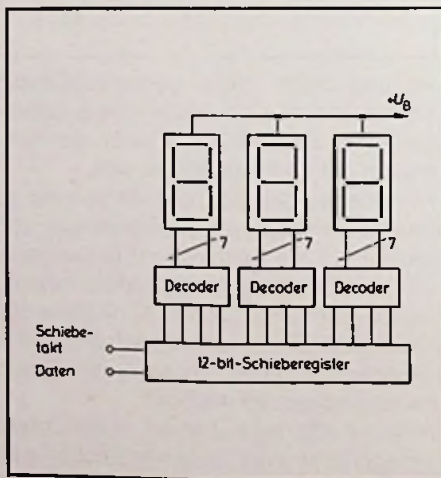 +U_B
7 7 7
Decoder Decoder Decoder
Schiebe-
takt
Daten
12-bit-Schieberegister